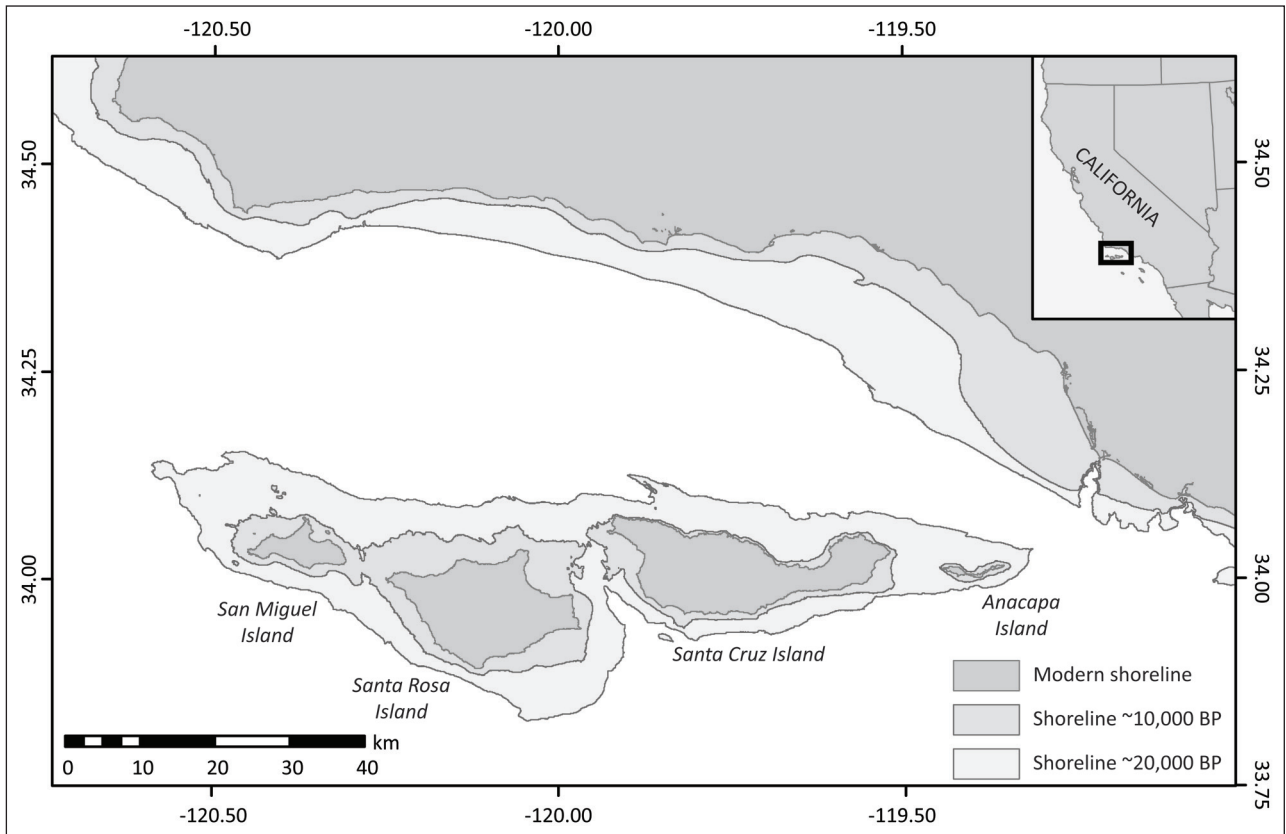 -120.50 -120.00 -119.50
34.50
34.25
34.00
CALIFORNIA
34.50
34.25
34.00
33.75
San Miguel
Island
Santa Rosa
Island
Santa Cruz Island
Anacapa
Island
Modern shoreline
Shoreline ~10,000 BP
Shoreline ~20,000 BP
km
0 10 20 30 40
-120.50 -120.00 -119.50